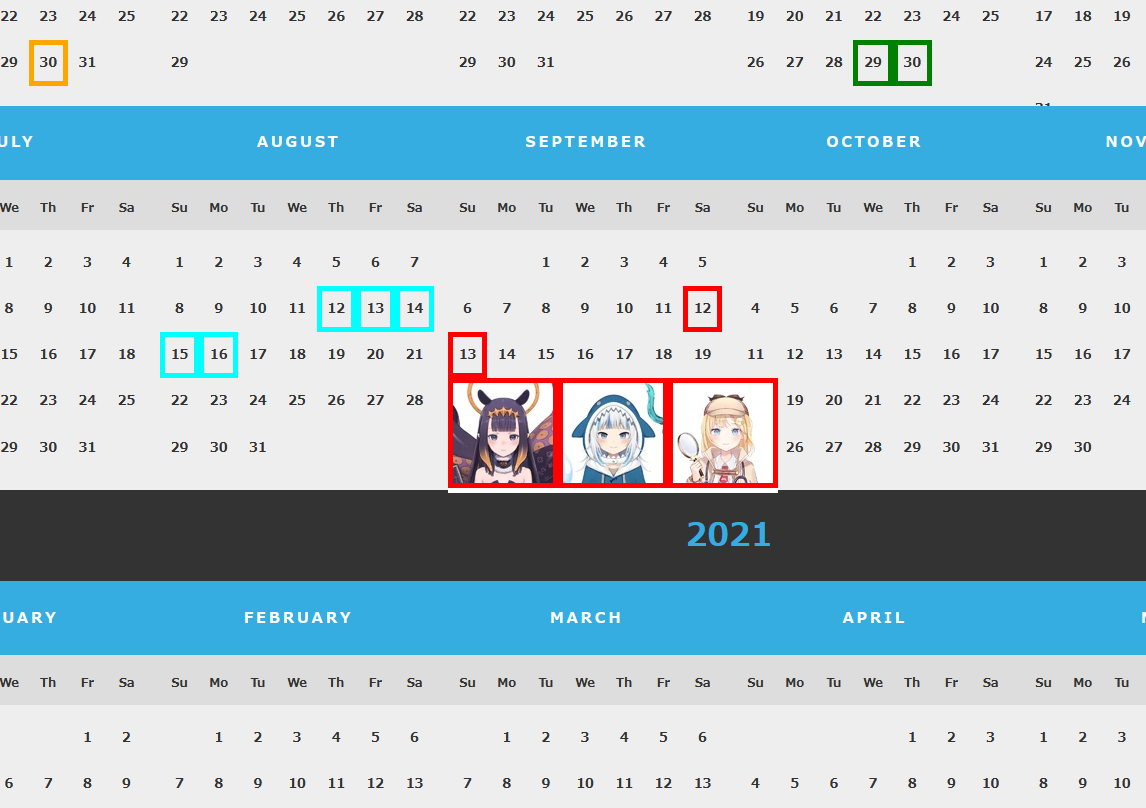 22 23 24 25 22 23 24 25 26 27 28 22 23 24 25 26 27 28 19 20 21 22 23 24 25 17 18 19
29 30 31 29 29 30 31 26 27 28 29 30 24 25 26
ULY AUGUST SEPTEMBER OCTOBER NOV
We Th Fr Sa Su Mo Tu We Th Fr Sa Su Mo Tu We Th Fr Sa Su Mo Tu We Th Fr Sa Su Mo Tu
1 2 3 4 1 2 3 4 5 6 7 1 2 3 4 5 1 2 3 1 2 3
8 9 10 11 8 9 10 11 12 13 14 6 7 8 9 10 11 12 4 5 6 7 8 9 10 8 9 10
15 16 17 18 15 16 17 18 19 20 21 13 14 15 16 17 18 19 11 12 13 14 15 16 17 15 16 17
22 23 24 25 22 23 24 25 26 27 28 19 20 21 22 23 24 22 23 24
29 30 31 29 30 31 26 27 28 29 30 31 29 30
2021
UARY FEBRUARY MARCH APRIL
We Th Fr Sa Su Mo Tu We Th Fr Sa Su Mo Tu We Th Fr Sa Su Mo Tu We Th Fr Sa Su Mo Tu
1 2 1 2 3 4 5 6 1 2 3 4 5 6 1 2 3 1 2 3
6 7 8 9 7 8 9 10 11 12 13 7 8 9 10 11 12 13 4 5 6 7 8 9 10 8 9 10